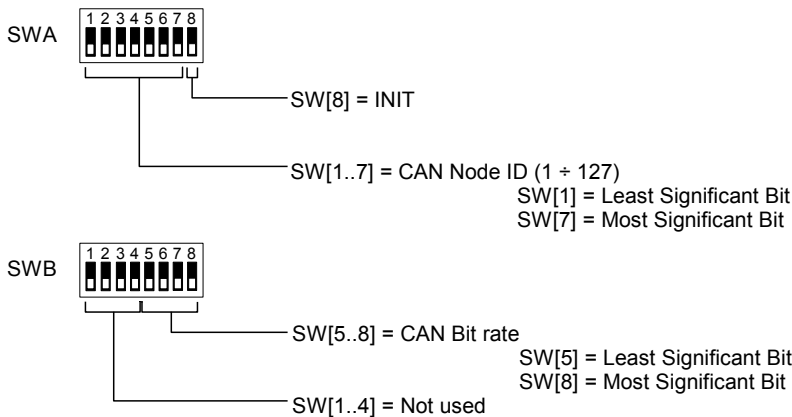 SWA
1 2 3 4 5 6 7 8
SW[8] = INIT
SW[1..7] = CAN Node ID (1 ÷ 127)
SW[1] = Least Significant Bit
SW[7] = Most Significant Bit
SWB
1 2 3 4 5 6 7 8
SW[5..8] = CAN Bit rate
SW[5] = Least Significant Bit
SW[8] = Most Significant Bit
SW[1..4] = Not used